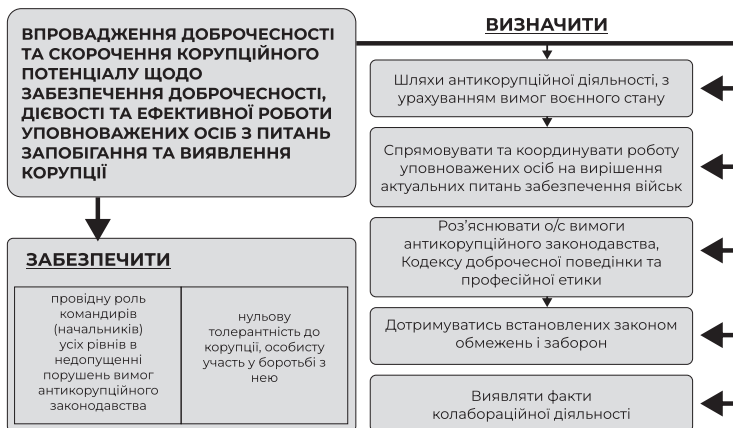 ВПРОВАДЖЕННЯ ДОБРОЧЕСНОСТІ
ТА СКОРОЧЕННЯ КОРУПЦІЙНОГО
ПОТЕНЦІАЛУ ЩОДО
ЗАБЕЗПЕЧЕННЯ ДОБРОЧЕСНОСТІ,
ДІЄВОСТІ ТА ЕФЕКТИВНОЇ РОБОТИ
УПОВНОВАЖЕНИХ ОСІБ З ПИТАНЬ
ЗАПОБІГАННЯ ТА ВИЯВЛЕННЯ
КОРУПЦІЇ
ЗАБЕЗПЕЧИТИ
провідну роль
командирів
(начальників)
усіх рівнів в
недопущенні
порушень вимог
антикорупційного
законодавства
нульову
толерантність до
корупції, особисту
участь у боротьбі з
нею
ВИЗНАЧИТИ
Шляхи антикорупційної діяльності, з
урахуванням вимог воєнного стану
Спрямовувати та координувати роботу
уповноважених осіб на вирішення
актуальних питань забезпечення військ
Роз’яснювати о/с вимоги
антикорупційного законодавства,
Кодексу доброчесної поведінки та
професійної етики
Дотримуватись встановлених законом
обмежень і заборон
Виявляти факти
колабораційної діяльності